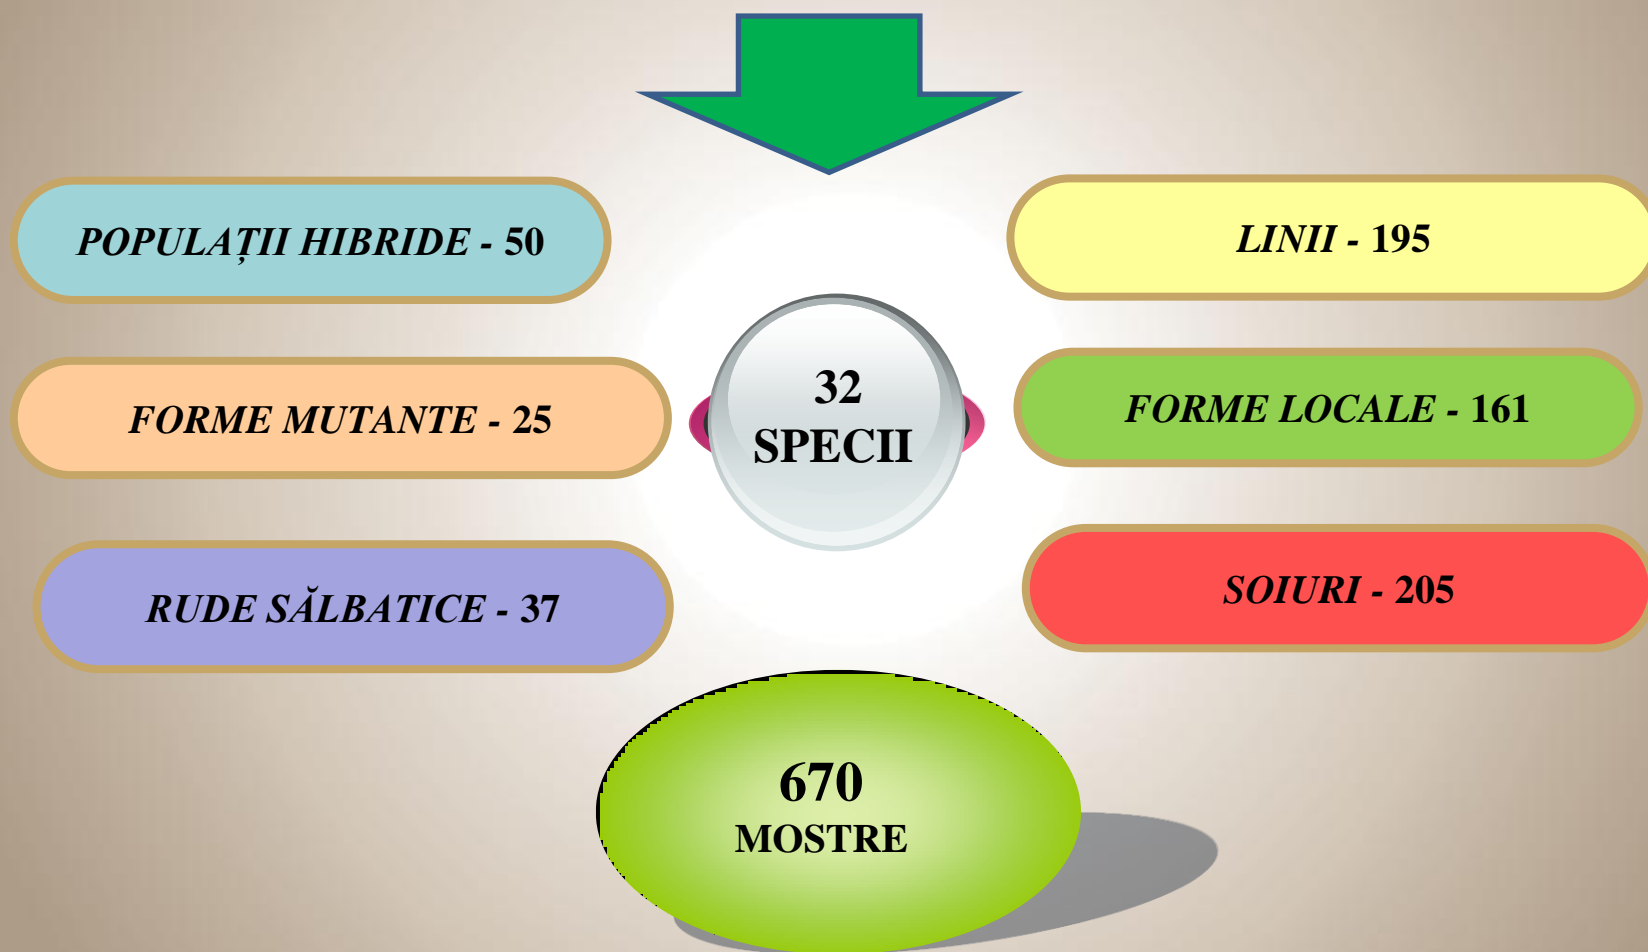 POPULAȚII HIBRIDE - 50
FORME MUTANTE - 25
RUDE SĂLBATICE - 37
32
SPECII
LINII - 195
FORME LOCALE - 161
SOIURI - 205
670
MOSTRE